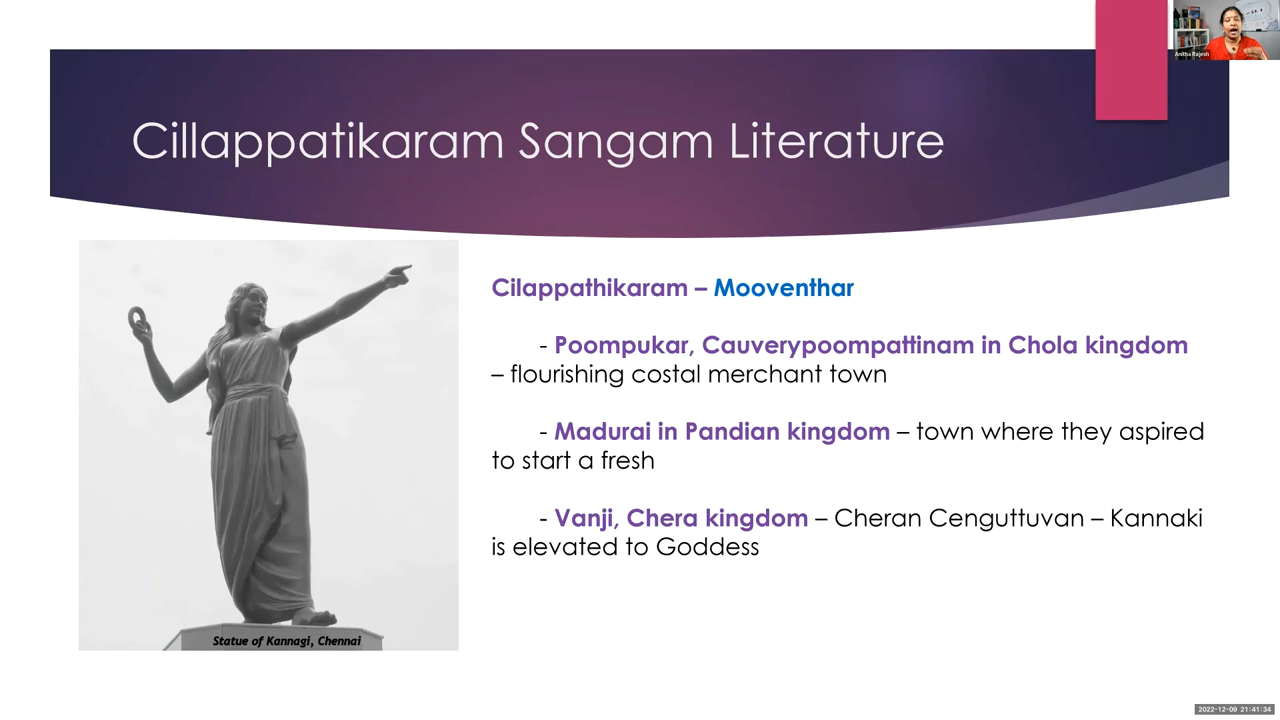 Anitha Rajesh
Cillappatikaram Sangam Literature
Cilappathikaram – Mooventhar
- Poompukar, Cauverypoompattinam in Chola kingdom
– flourishing costal merchant town
- Madurai in Pandian kingdom – town where they aspired
to start a fresh
- Vanji, Chera kingdom – Cheran Cenguttuvan – Kannaki
is elevated to Goddess
Statue of Kannagi, Chennai
2022-12-09 21:41:34